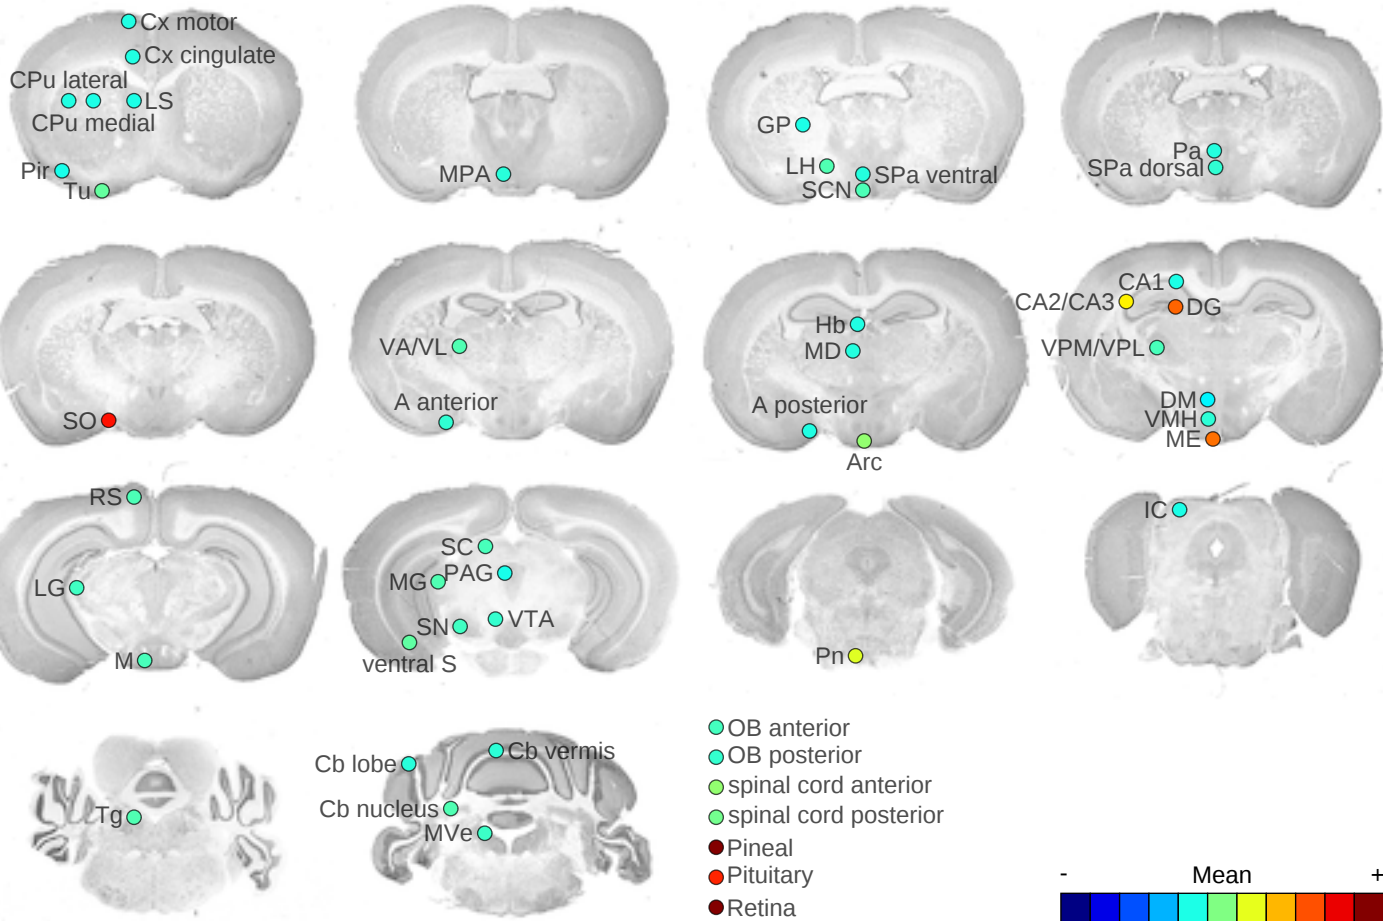 Cx motor
Cx cingulate
CPu lateral
LS
CPu medial
Pir
Tu
MPA
GP
LH
SPa ventral
SCN
Pa
SPa dorsal
SO
VA/VL
A anterior
Hb
MD
A posterior
Arc
CA1
CA2/CA3
DG
VPM/VPL
DM
VMH
ME
RS
LG
M
SC
MG
PAG
SN
VTA
ventral S
Pn
IC
Tg
Cb lobe
Cb vermis
Cb nucleus
MVe
OB anterior
OB posterior
spinal cord anterior
spinal cord posterior
Pineal
Pituitary
Retina
- Mean +